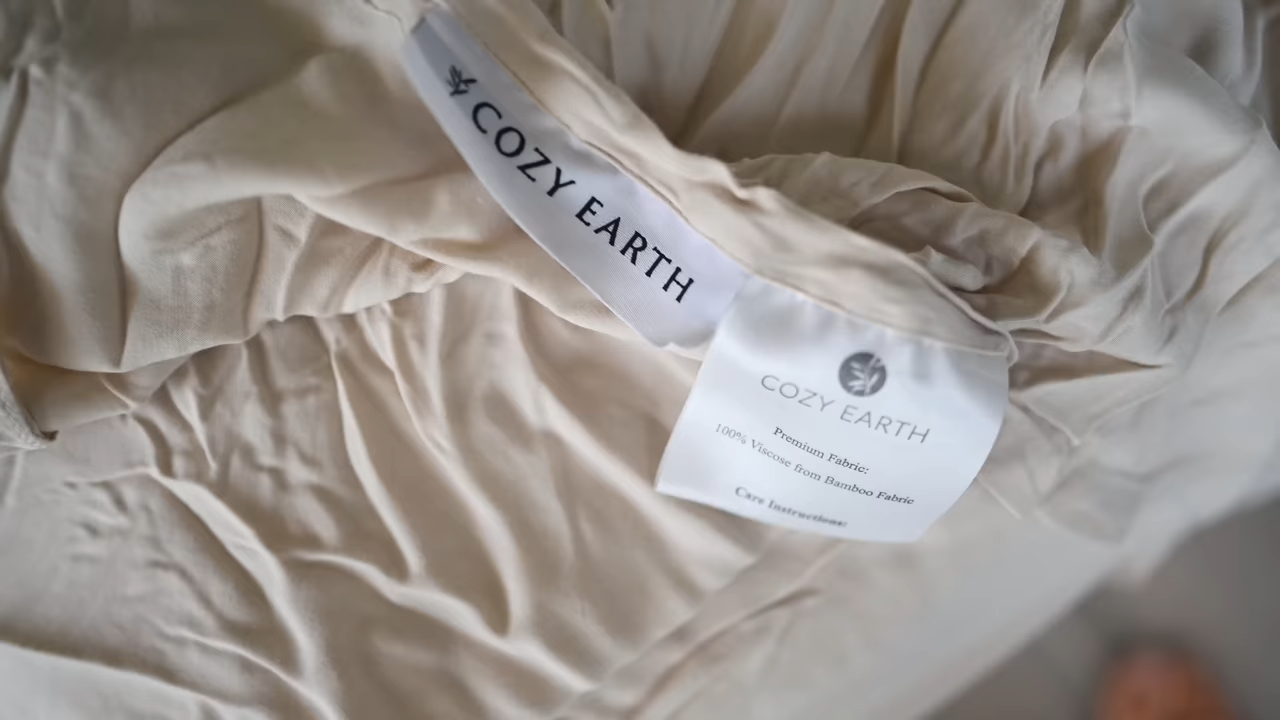 COZY EARTH
COZY EARTH
Premium Fabric:
100% Viscose from Bamboo Fabric
Care Instructions: